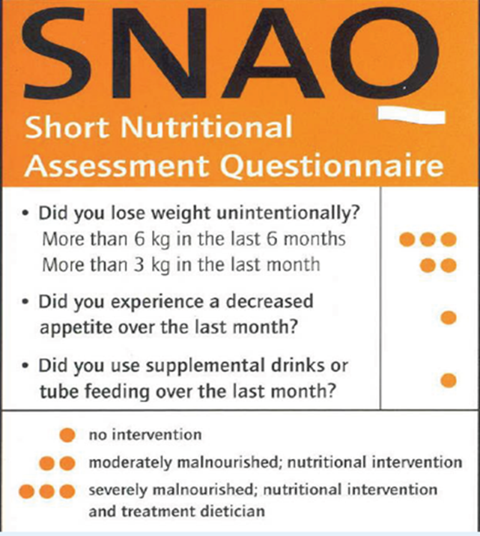 SNAQ
Short Nutritional
Assessment Questionnaire
• Did you lose weight unintentionally?
More than 6 kg in the last 6 months
More than 3 kg in the last month
• Did you experience a decreased
appetite over the last month?
• Did you use supplemental drinks or
tube feeding over the last month?
no intervention
moderately malnourished; nutritional intervention
severely malnourished; nutritional intervention
and treatment dietician